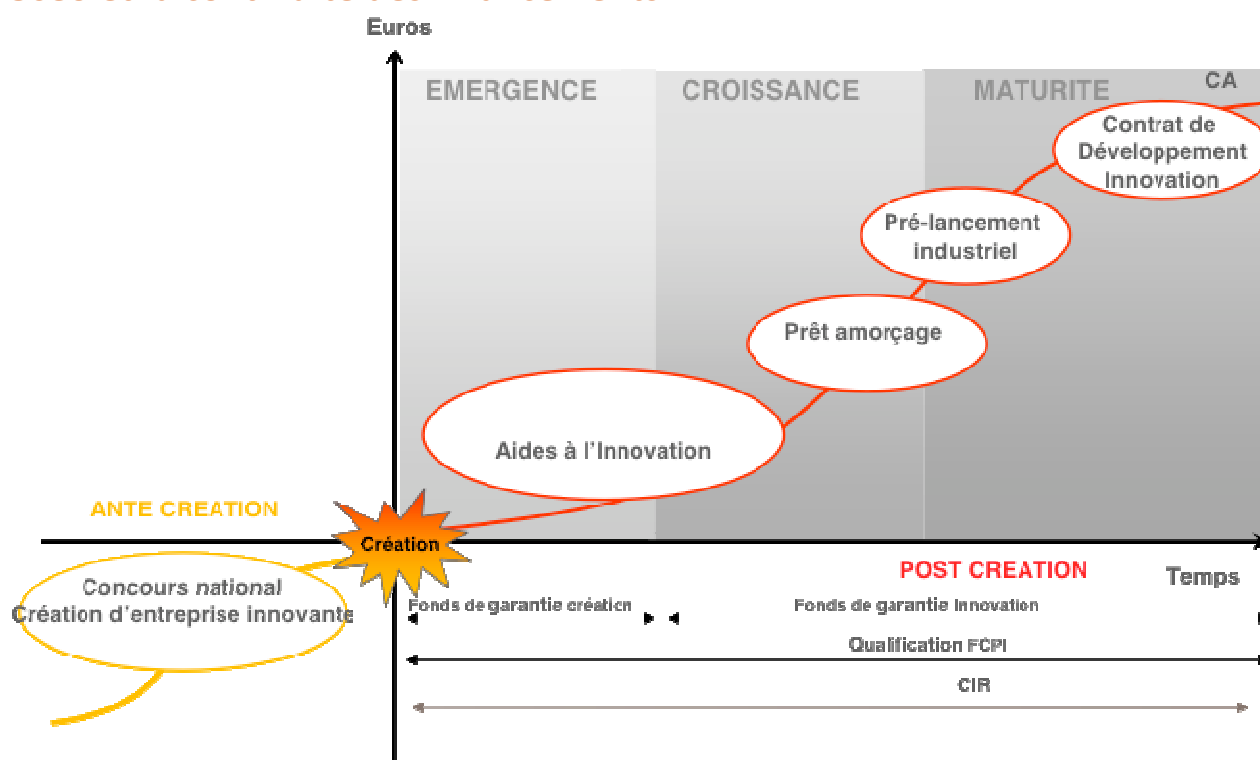 Euros
EMERGENCE
CROISSANCE
MATURITE
CA
Contrat de
Développement
Innovation
Pré-lancement
industriel
Prêt amorçage
Aides à l'Innovation
ANTE CREATION
Création
Concours national
Création d'entreprise innovante
POST CREATION
Temps
Fonds de garantie création
Fonds de garantie Innovation
Qualification FCPI
CIR